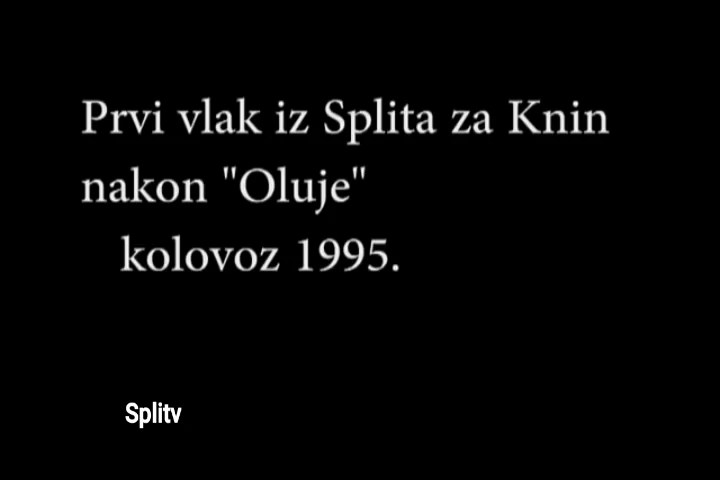 Prvi vlak iz Splita za Knin
nakon "Oluje"
kolovoz 1995.
Splitv